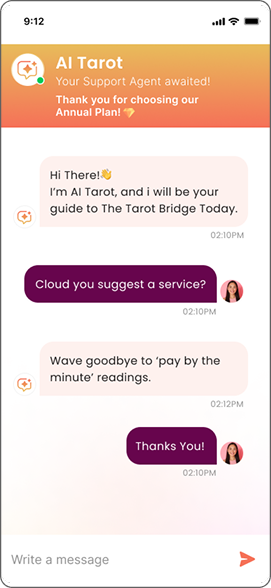 9:12
AI Tarot
Your Support Agent awaited!
Thank you for choosing our
Annual Plan! 🤝
Hi There!👋
I'm AI Tarot, and i will be your
guide to The Tarot Bridge Today.
02:10PM
Cloud you suggest a service?
02:10PM
Wave goodbye to ‘pay by the
minute’ readings.
02:12PM
Thanks You!
02:10PM
Write a message